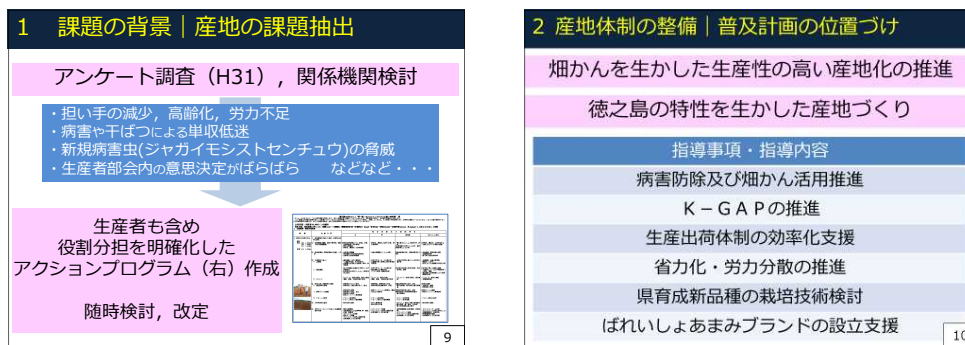 1 課題の背景｜産地の課題抽出
アンケート調査（H31），関係機関検討
・担い手の減少，高齢化，労力不足
・病害や干ばつによる単収低迷
・新規病害虫(ジャガイモシストセンチュウ)の脅威
・生産者部会内の意思決定がばらばら　などなど・・・
生産者も含め
役割分担を明確化した
アクションプログラム（右）作成
随時検討，改定
9
2 産地体制の整備｜普及計画の位置づけ
畑かんを生かした生産性の高い産地化の推進
徳之島の特性を生かした産地づくり
指導事項・指導内容
病害防除及び畑かん活用推進
K－GAPの推進
生産出荷体制の効率化支援
省力化・労力分散の推進
県育成新品種の栽培技術検討
ばれいしょあまみブランドの設立支援
10